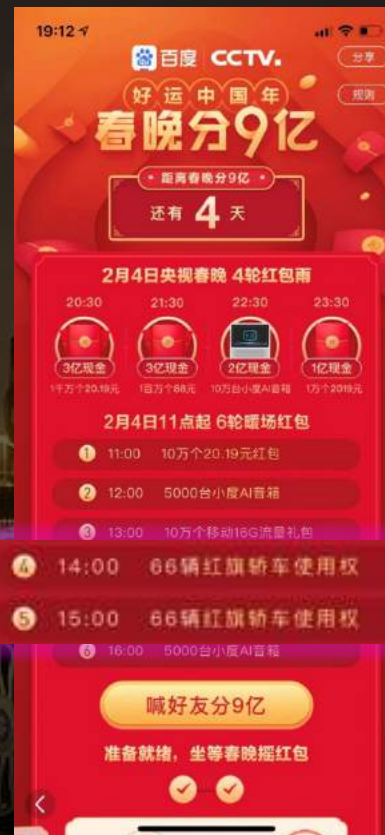 19:12
百度 CCTV.
分享
好运中国年
规则
春晚分9亿
距离春晚分9亿
还有 4 天
2月4日央视春晚 4轮红包雨
20:30 21:30 22:30 23:30
3亿现金 3亿现金 2亿现金 1亿现金
1千万个20.19元 1百万个88元 10万台小度AI音箱 1万个2019元
2月4日11点起 6轮暖场红包
1 11:00 10万个20.19元红包
2 12:00 5000台小度AI音箱
3 13:00 10万个移动16G流量礼包
4 14:00 66辆红旗轿车使用权
5 15:00 66辆红旗轿车使用权
6 16:00 5000台小度AI音箱
喊好友分9亿
准备就绪，坐等春晚摇红包